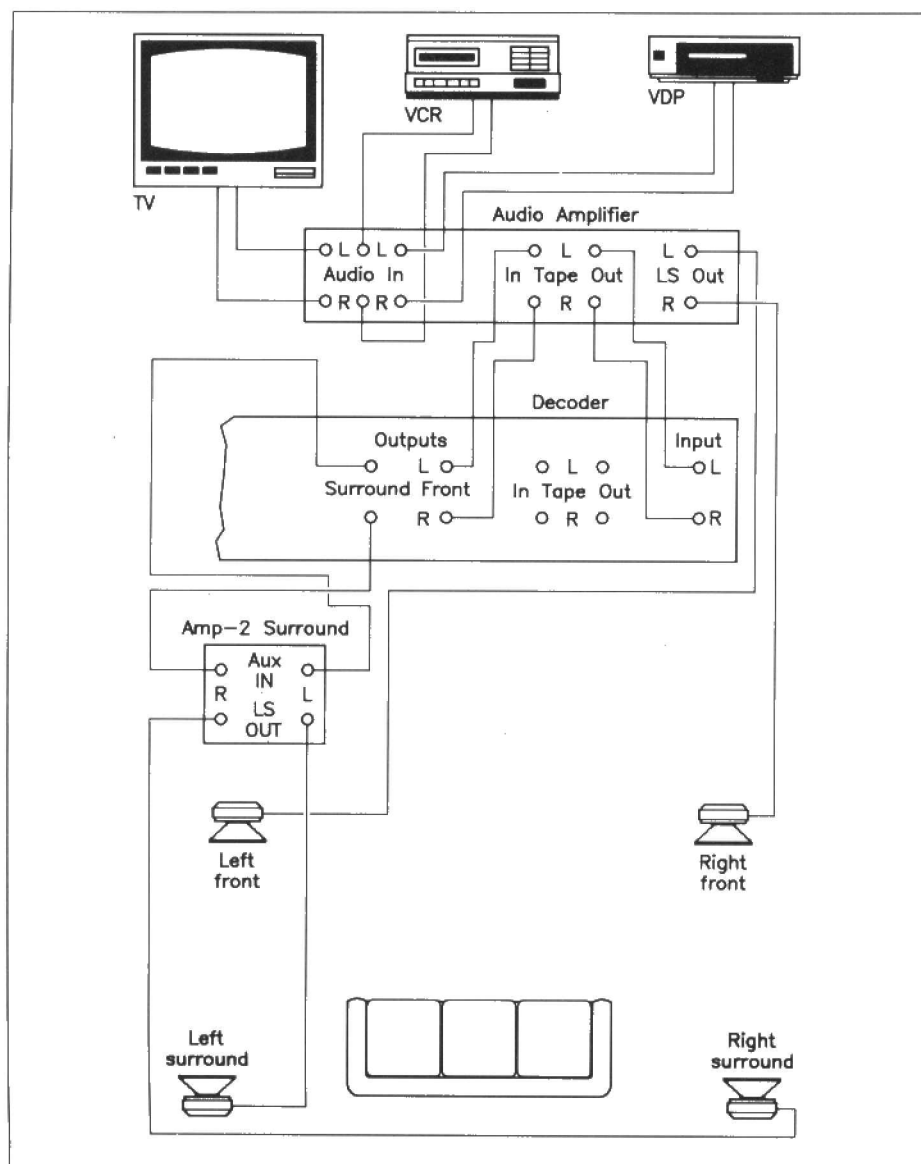 TV
VCR
VDP
Audio Amplifier
L L L L
Audio In In Tape Out LS Out
R R R R
Decoder
Outputs Input
L L L
Surround Front In Tape Out
R R R
Amp-2 Surround
Aux
IN
R L
LS
OUT
Left
front
Right
front
Left
surround
Right
surround